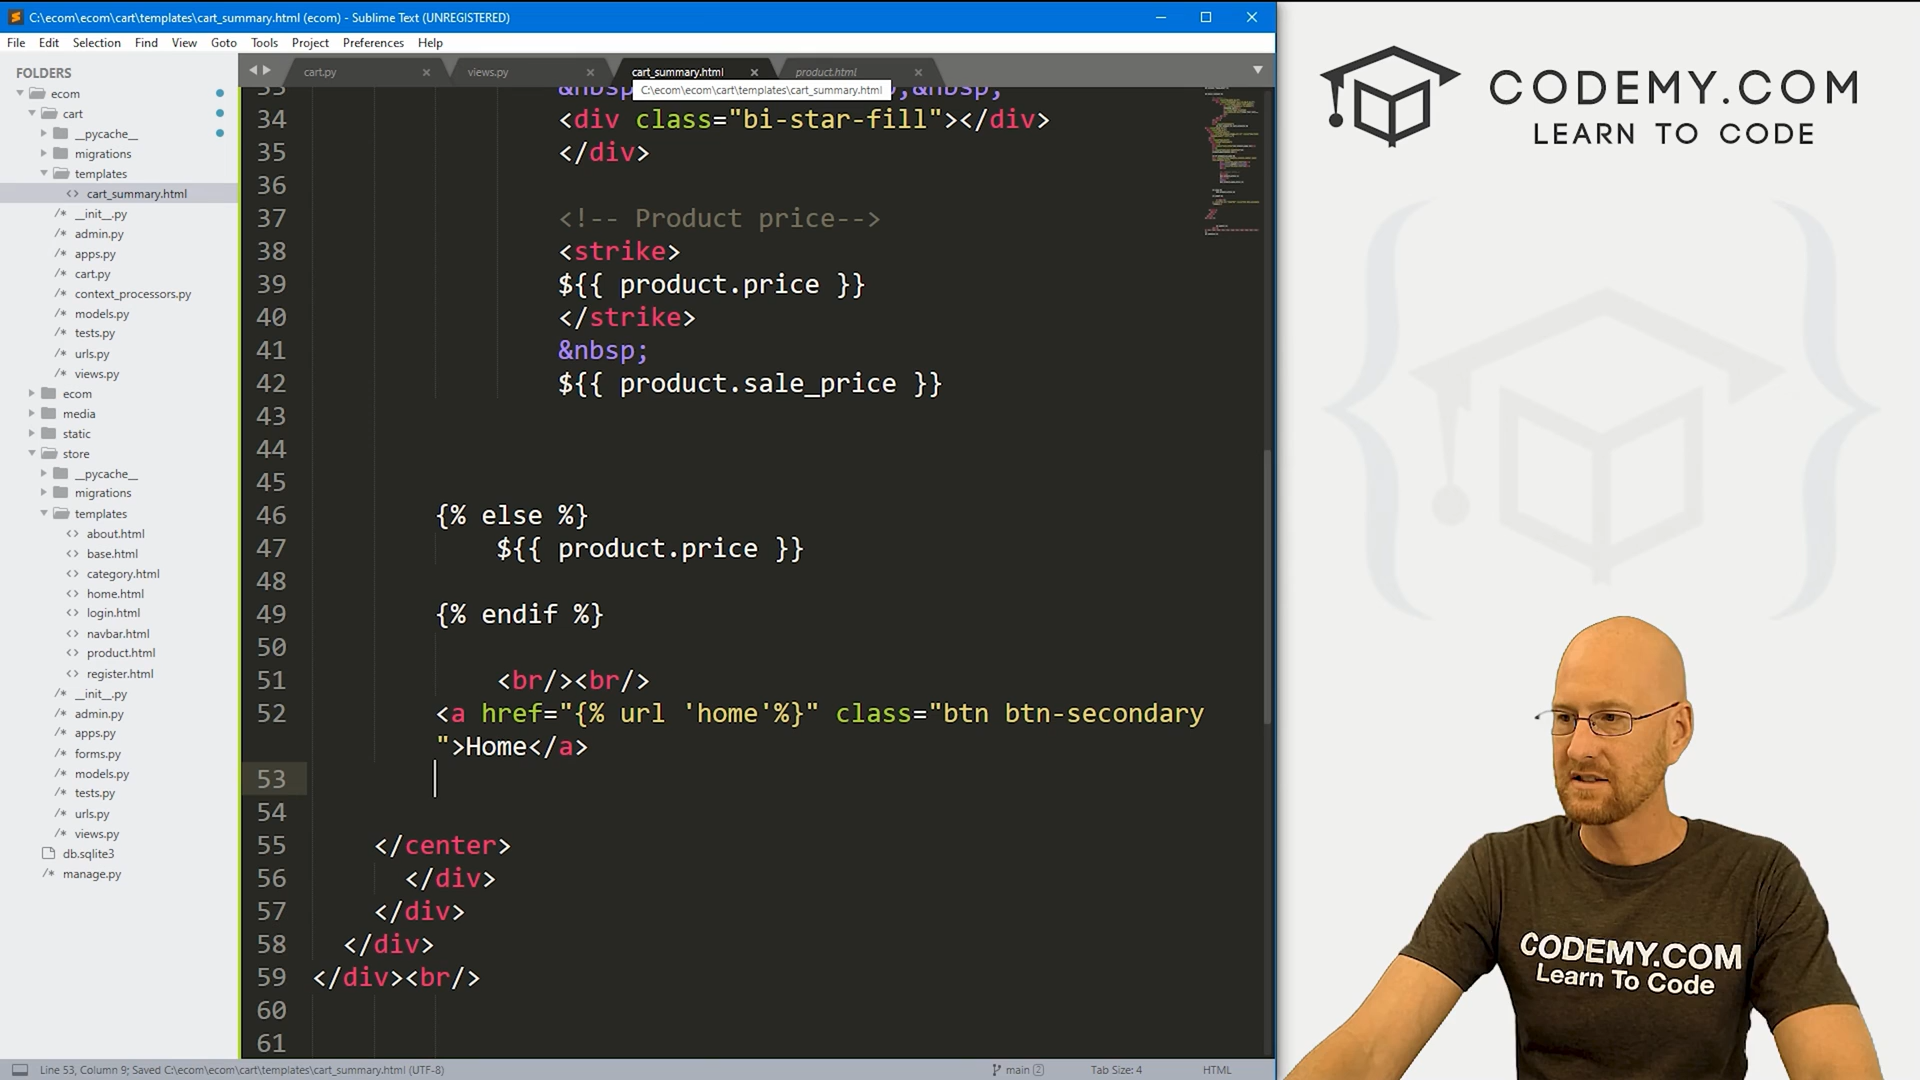 C:\ecom\ecom\cart\templates\cart_summary.html (ecom) - Sublime Text (UNREGISTERED)
File Edit Selection Find View Goto Tools Project Preferences Help
FOLDERS
ecom
cart
__pycache__
migrations
templates
cart_summary.html
__init__.py
admin.py
apps.py
cart.py
context_processors.py
models.py
tests.py
urls.py
views.py
ecom
media
static
store
__pycache__
migrations
templates
about.html
base.html
category.html
home.html
login.html
navbar.html
product.html
register.html
__init__.py
admin.py
apps.py
forms.py
models.py
tests.py
urls.py
views.py
db.sqlite3
manage.py
cart.py views.py cart_summary.html product.html
C:\ecom\ecom\cart\templates\cart_summary.html
34 <div class="bi-star-fill"></div>
35 </div>
36
37 <!-- Product price-->
38 <strike>
39 ${{ product.price }}
40 </strike>
41 &nbsp;
42 ${{ product.sale_price }}
43
44
45
46 {% else %}
47 ${{ product.price }}
48
49 {% endif %}
50
51 <br/><br/>
52 <a href="{% url 'home'%}" class="btn btn-secondary
">Home</a>
53
54
55 </center>
56 </div>
57 </div>
58 </div>
59 </div><br/>
60
61
Line 53, Column 9; Saved C:\ecom\ecom\cart\templates\cart_summary.html (UTF-8) main 2 Tab Size: 4 HTML
CODEMY.COM
LEARN TO CODE
CODEMY.COM
Learn To Code